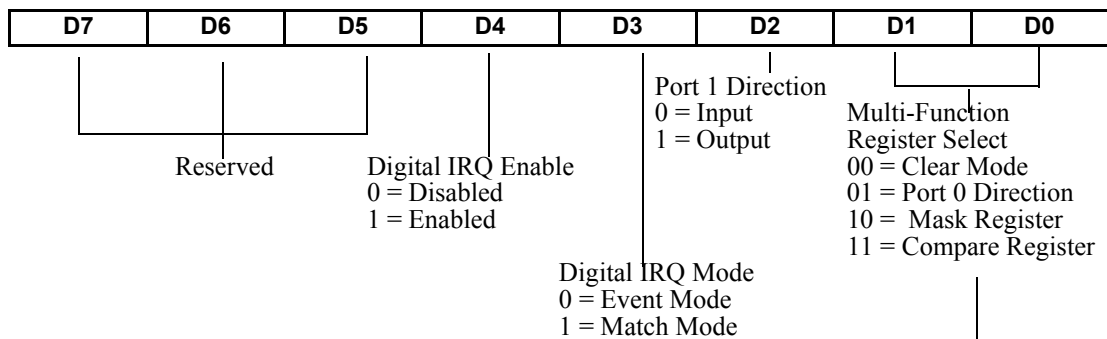 D7 D6 D5 D4 D3 D2 D1 D0
Port 1 Direction
0 = Input
1 = Output
Multi-Function
Register Select
00 = Clear Mode
01 = Port 0 Direction
10 = Mask Register
11 = Compare Register
Reserved
Digital IRQ Enable
0 = Disabled
1 = Enabled
Digital IRQ Mode
0 = Event Mode
1 = Match Mode